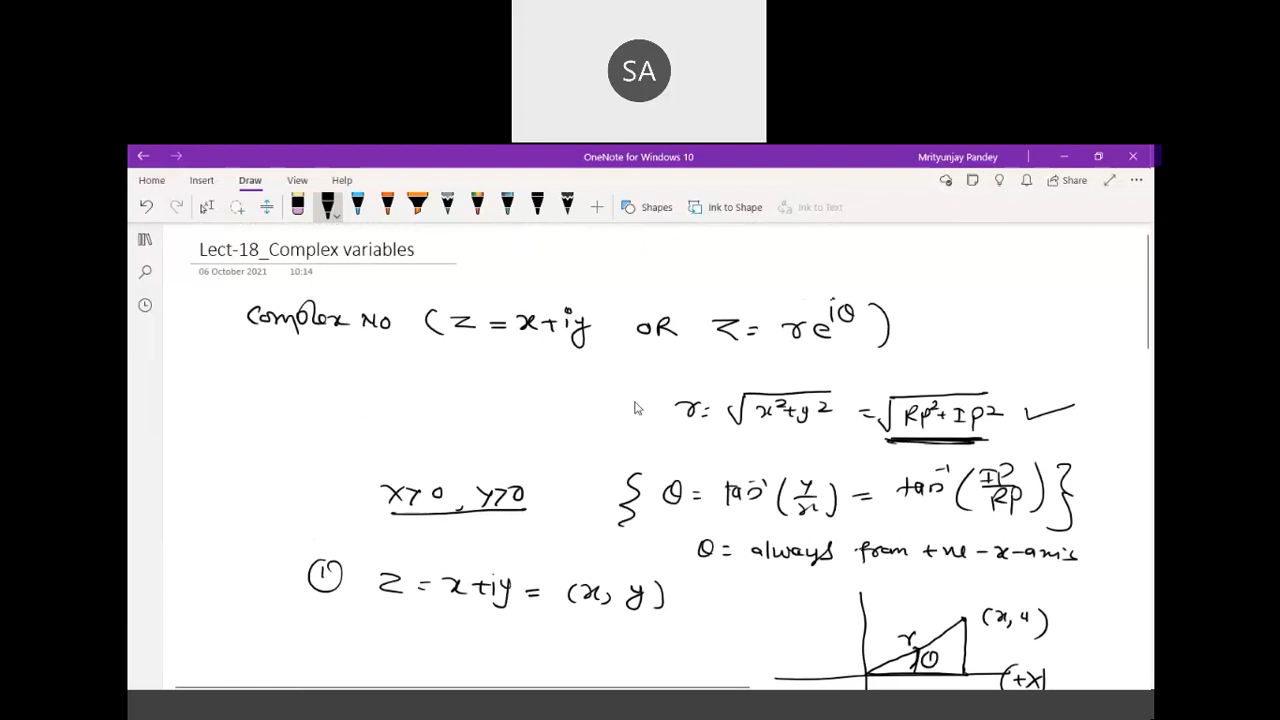 SA
OneNote for Windows 10 Mrityunjay Pandey
Home Insert Draw View Help Share
Shapes Ink to Shape Ink to Text
Lect-18_Complex variables
06 October 2021 10:14
Complex No (z = x+iy OR z = re^{iθ})
r = √(x²+y²) = √(RP²+IP²) ✓
x>0, y>0 { θ = tan⁻¹(y/x) = tan⁻¹(IP/RP) }
θ = always from +ve-x-axis
① z = x+iy = (x, y)
(x, y)
r
θ
(+x)